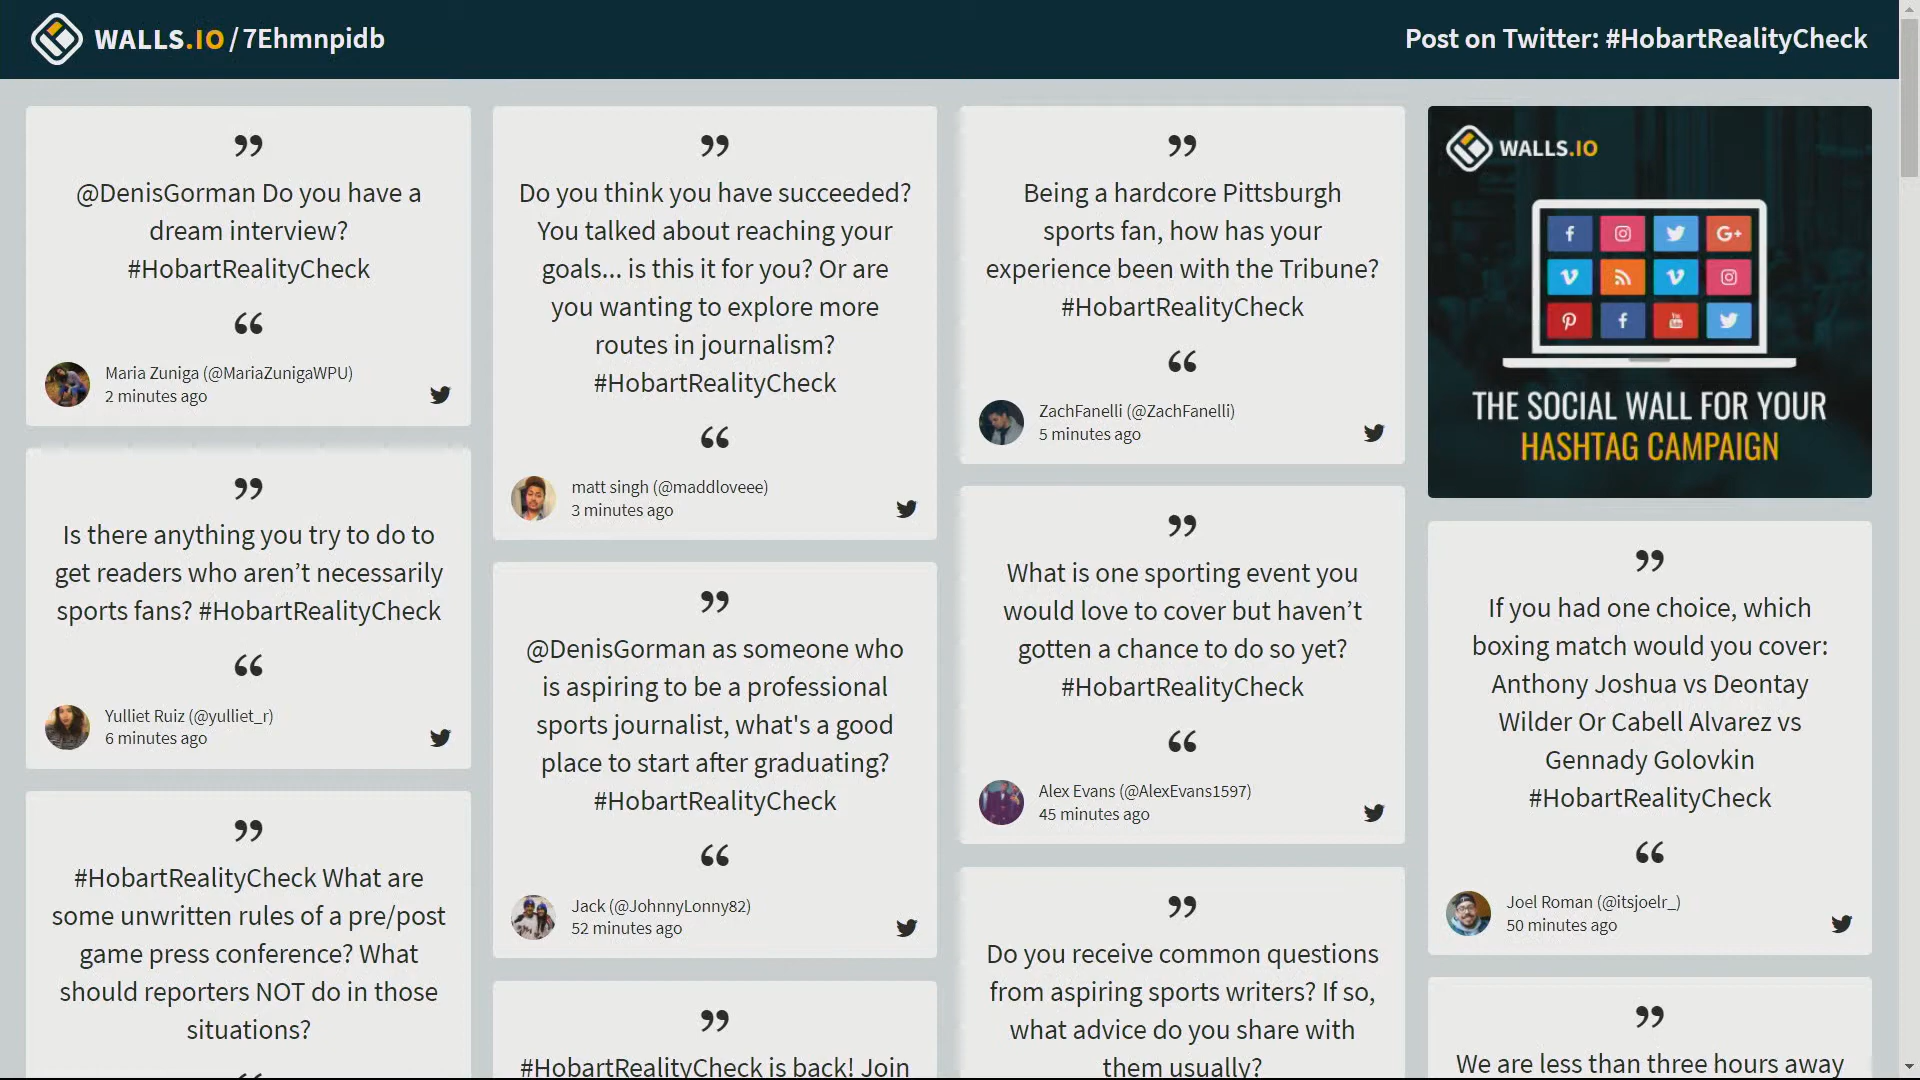 WALLS.IO / 7Ehmnpidb
Post on Twitter: #HobartRealityCheck
@DenisGorman Do you have a
dream interview?
#HobartRealityCheck
Maria Zuniga (@MariaZunigaWPU)
2 minutes ago
Is there anything you try to do to
get readers who aren’t necessarily
sports fans? #HobartRealityCheck
Yulliet Ruiz (@yulliet_r)
6 minutes ago
#HobartRealityCheck What are
some unwritten rules of a pre/post
game press conference? What
should reporters NOT do in those
situations?
Do you think you have succeeded?
You talked about reaching your
goals... is this it for you? Or are
you wanting to explore more
routes in journalism?
#HobartRealityCheck
matt singh (@maddloveee)
3 minutes ago
@DenisGorman as someone who
is aspiring to be a professional
sports journalist, what's a good
place to start after graduating?
#HobartRealityCheck
Jack (@JohnnyLonny82)
52 minutes ago
#HobartRealityCheck is back! Join
Being a hardcore Pittsburgh
sports fan, how has your
experience been with the Tribune?
#HobartRealityCheck
ZachFanelli (@ZachFanelli)
5 minutes ago
What is one sporting event you
would love to cover but haven’t
gotten a chance to do so yet?
#HobartRealityCheck
Alex Evans (@AlexEvans1597)
45 minutes ago
Do you receive common questions
from aspiring sports writers? If so,
what advice do you share with
them usually?
WALLS.IO
THE SOCIAL WALL FOR YOUR
HASHTAG CAMPAIGN
If you had one choice, which
boxing match would you cover:
Anthony Joshua vs Deontay
Wilder Or Cabell Alvarez vs
Gennady Golovkin
#HobartRealityCheck
Joel Roman (@itsjoelr_)
50 minutes ago
We are less than three hours away